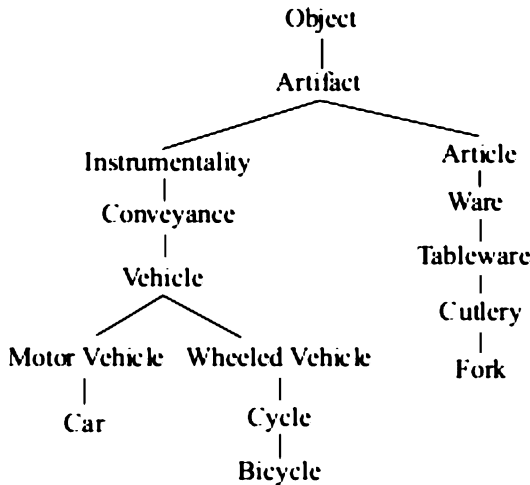 Object
Artifact
Instrumentality
Article
Conveyance
Ware
Vehicle
Tableware
Cutlery
Motor Vehicle
Wheeled Vehicle
Fork
Car
Cycle
Bicycle